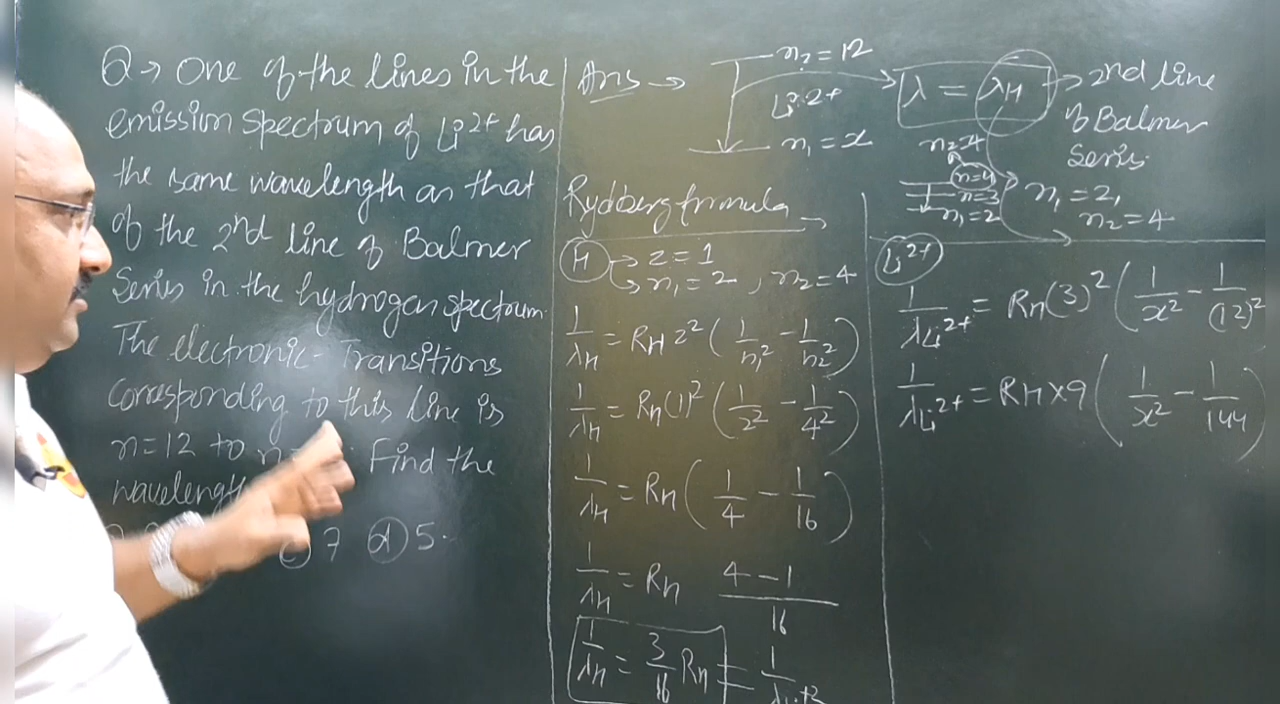 Q → One of the lines in the
emission spectrum of Li²⁺ has
the same wavelength as that
of the 2nd line of Balmer
Series in the hydrogen spectrum.
The electronic Transitions
Corresponding to this line is
n=12 to n= . Find the
wavelength
c) 7 d) 5.
Ans →
n₂ = 12
Li²⁺
n₁ = x
λ = λH → 2nd line
of Balmer
Series.
n₂=4
n=4
n=3
n₁=2
n₁ = 2,
n₂ = 4
Rydberg formula →
H → z = 1
→ n₁ = 2, n₂ = 4
1/λH = RH z² (1/n₁² − 1/n₂²)
1/λH = RH (1)² (1/2² − 1/4²)
1/λH = RH (1/4 − 1/16)
1/λH = RH (4 − 1)/16
1/λH = 3/16 RH = 1/λLi⁺²
Li²⁺
1/λLi²⁺ = RH (3)² (1/x² − 1/(12)²
1/λLi²⁺ = RH × 9 (1/x² − 1/144)